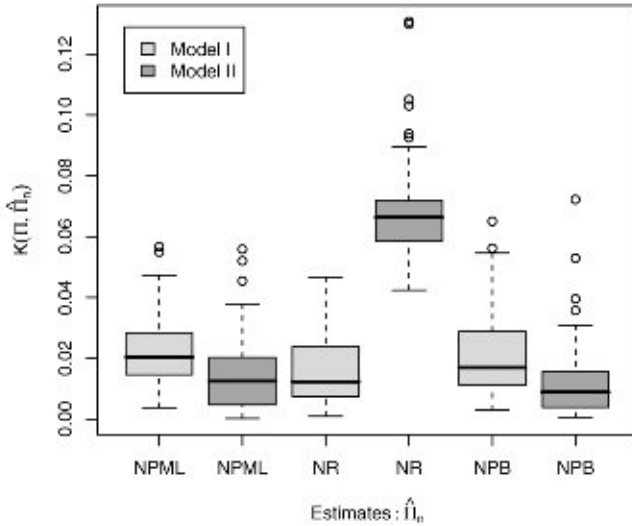 Model I
Model II
0.12
0.10
0.08
0.06
0.04
0.02
0.00
K(Π, Π̂ₙ)
NPML NPML NR NR NPB NPB
Estimates : Π̂ₙ